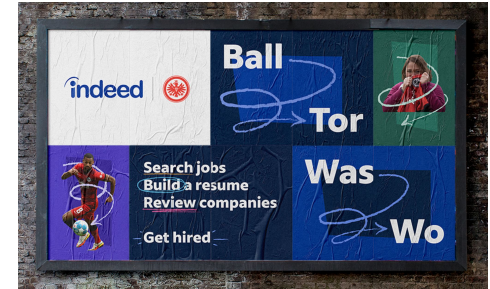 indeed
Ball
Tor
Search jobs
Build a resume
Review companies
Get hired
Was
Wo